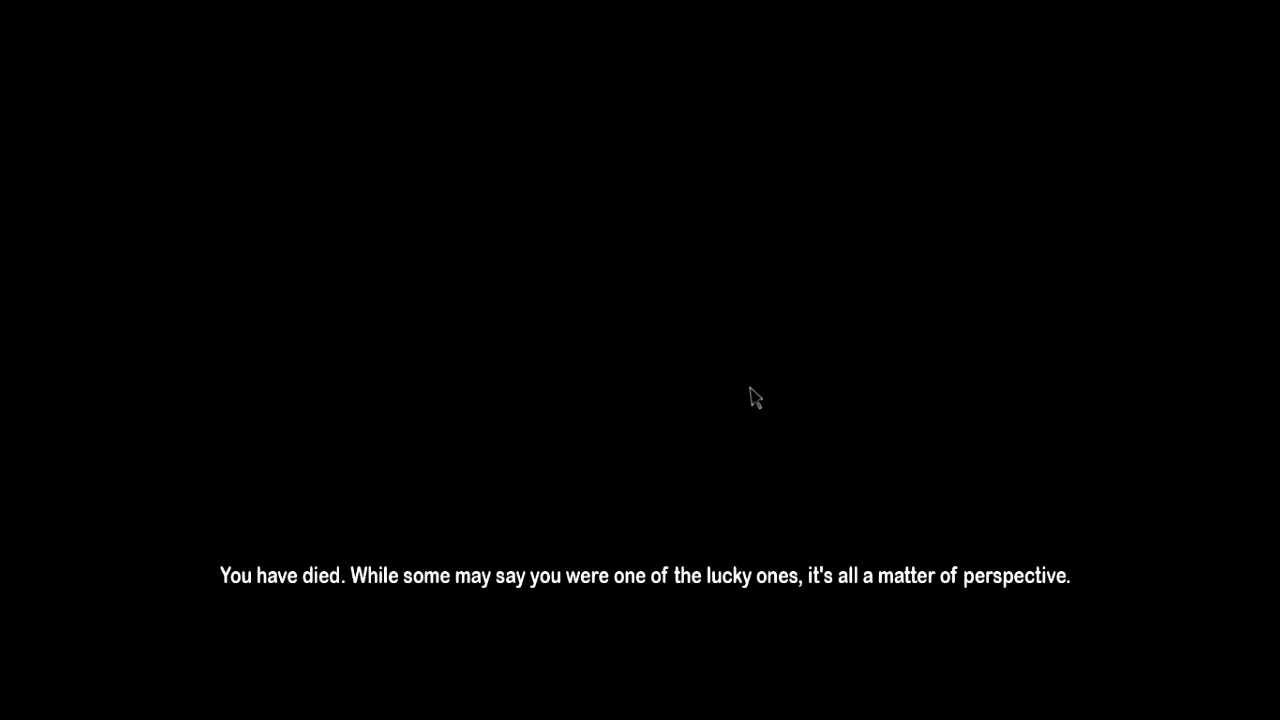 You have died. While some may say you were one of the lucky ones, it's all a matter of perspective.